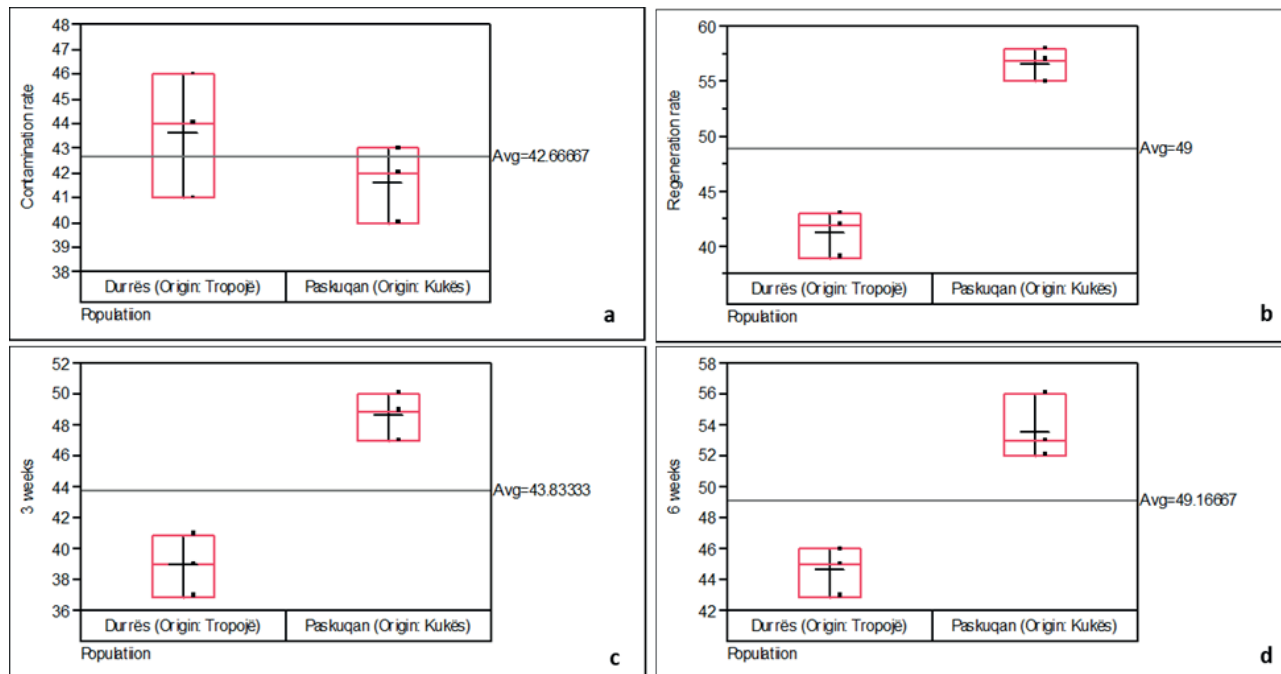 48
47
46
45
44
43
42
41
40
39
38
Contamination rate
Avg=42.66667
Durrës (Origin: Tropojë) Paskuqan (Origin: Kukës)
Populatiion
a
60
55
50
45
40
Regeneration rate
Avg=49
Durrës (Origin: Tropojë) Paskuqan (Origin: Kukës)
Populatiion
b
52
50
48
46
44
42
40
38
36
3 weeks
Avg=43.83333
Durrës (Origin: Tropojë) Paskuqan (Origin: Kukës)
Populatiion
c
58
56
54
52
50
48
46
44
42
6 weeks
Avg=49.16667
Durrës (Origin: Tropojë) Paskuqan (Origin: Kukës)
Populatiion
d